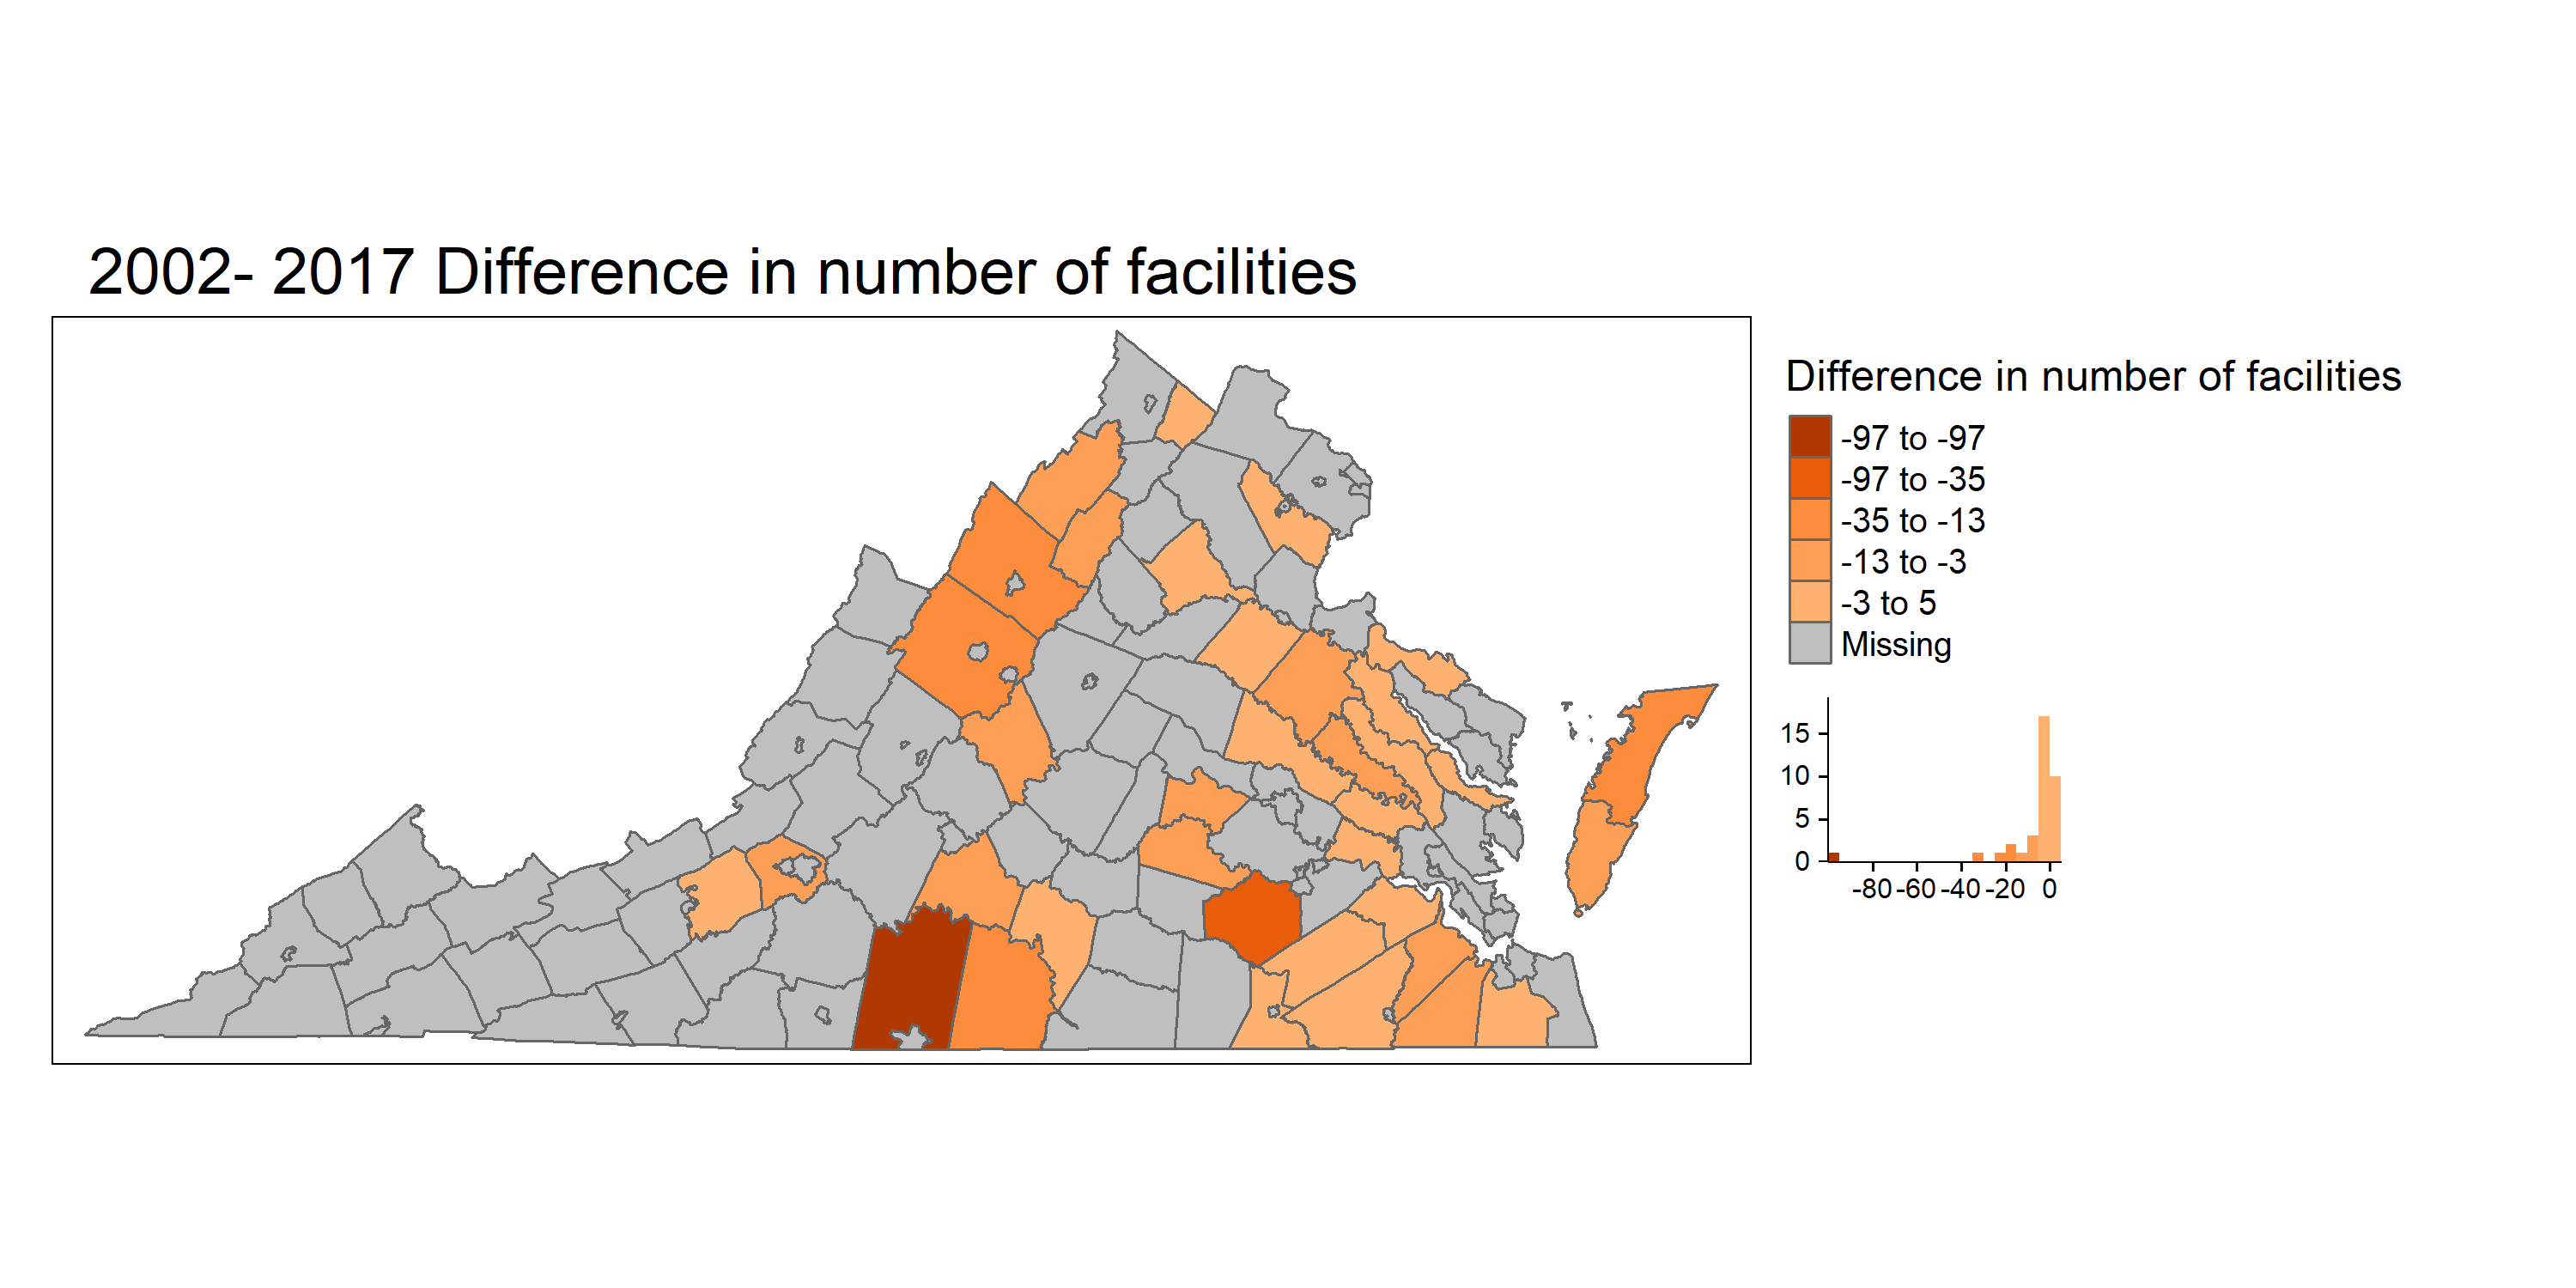 2002- 2017 Difference in number of facilities
Difference in number of facilities
-97 to -97
-97 to -35
-35 to -13
-13 to -3
-3 to 5
Missing
15
10
5
0
-80 -60 -40 -20 0